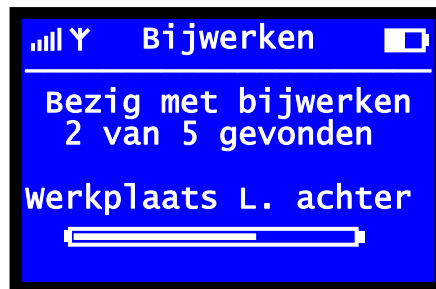 Bijwerken
Bezig met bijwerken
2 van 5 gevonden
Werkplaats L. achter